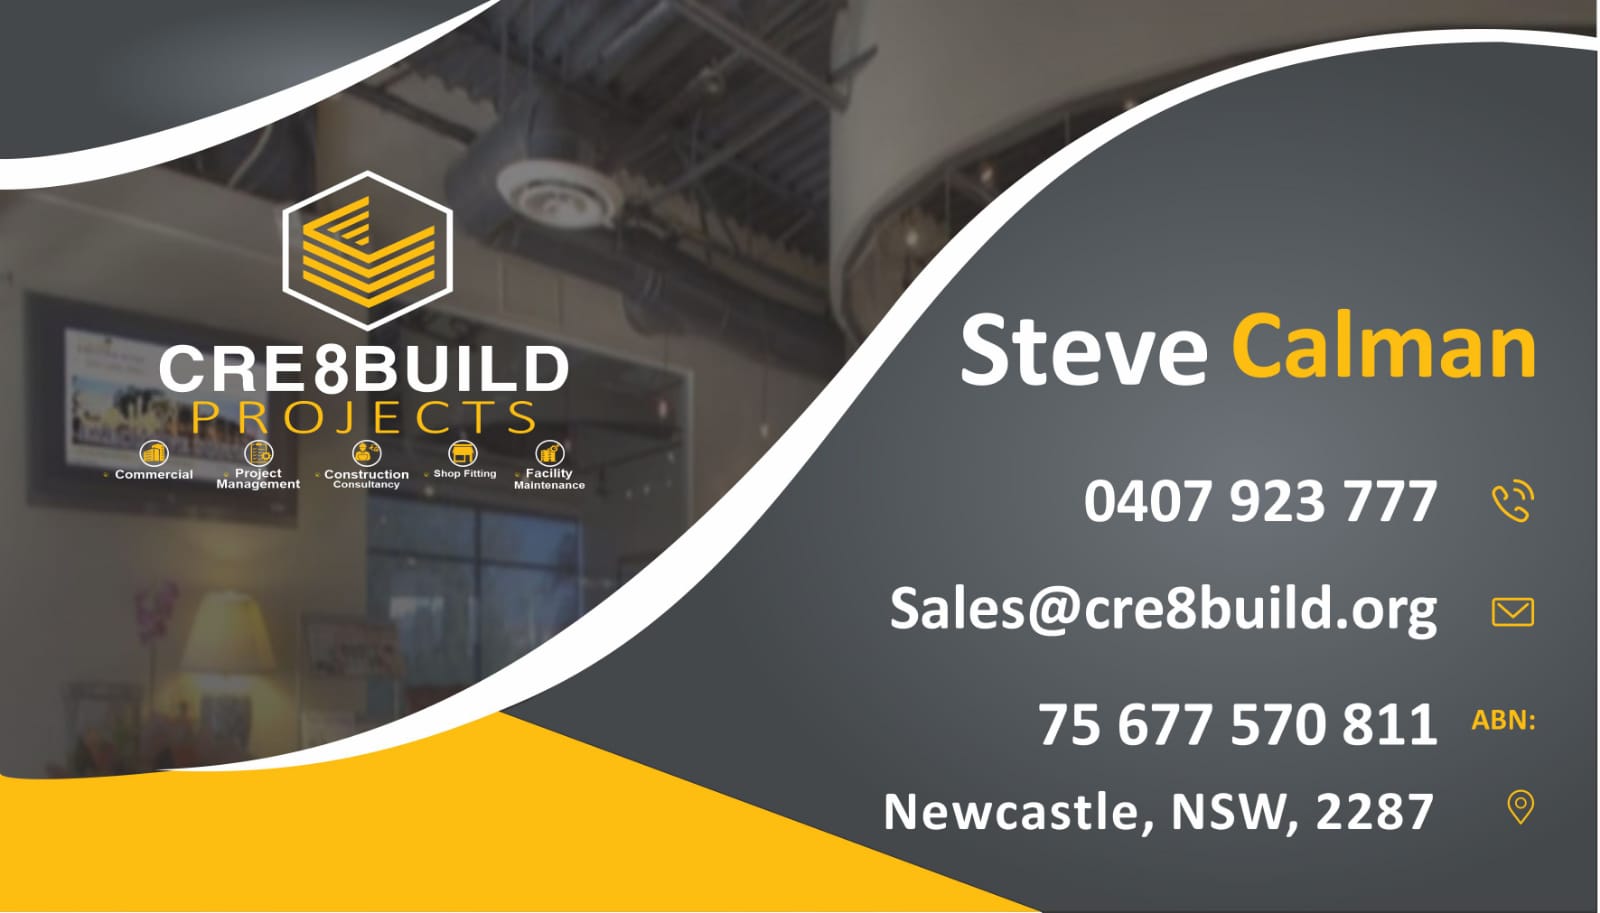 CRE8BUILD
PROJECTS
Commercial
Project
Management
Construction
Consultancy
Shop Fitting
Facility
Maintenance
Steve Calman
0407 923 777
Sales@cre8build.org
75 677 570 811 ABN:
Newcastle, NSW, 2287